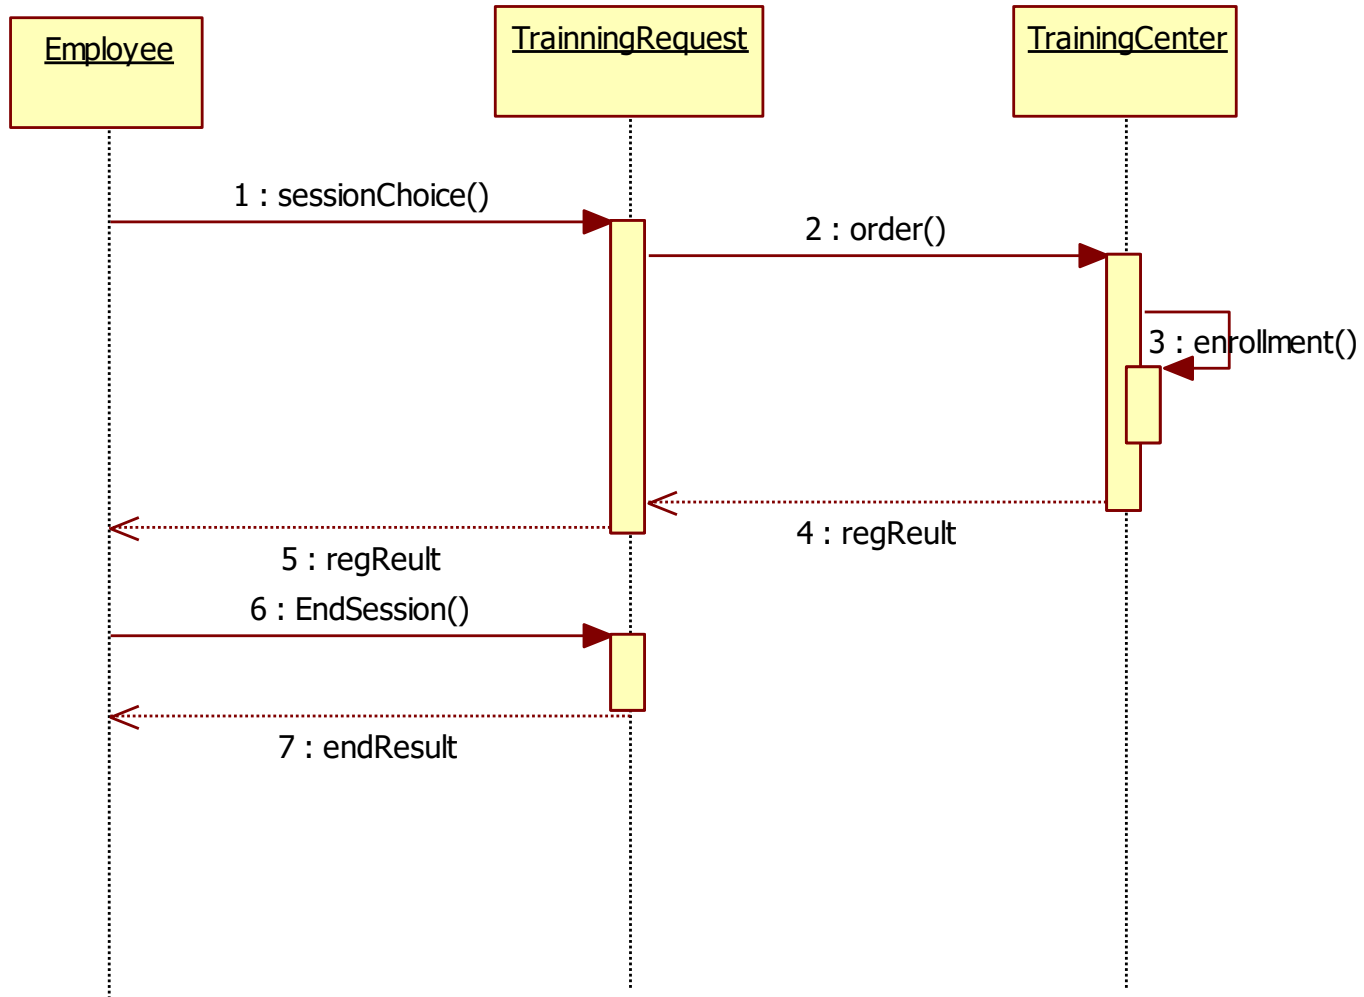 Employee
TrainningRequest
TrainingCenter
1 : sessionChoice()
2 : order()
3 : enrollment()
4 : regReult
5 : regReult
6 : EndSession()
7 : endResult